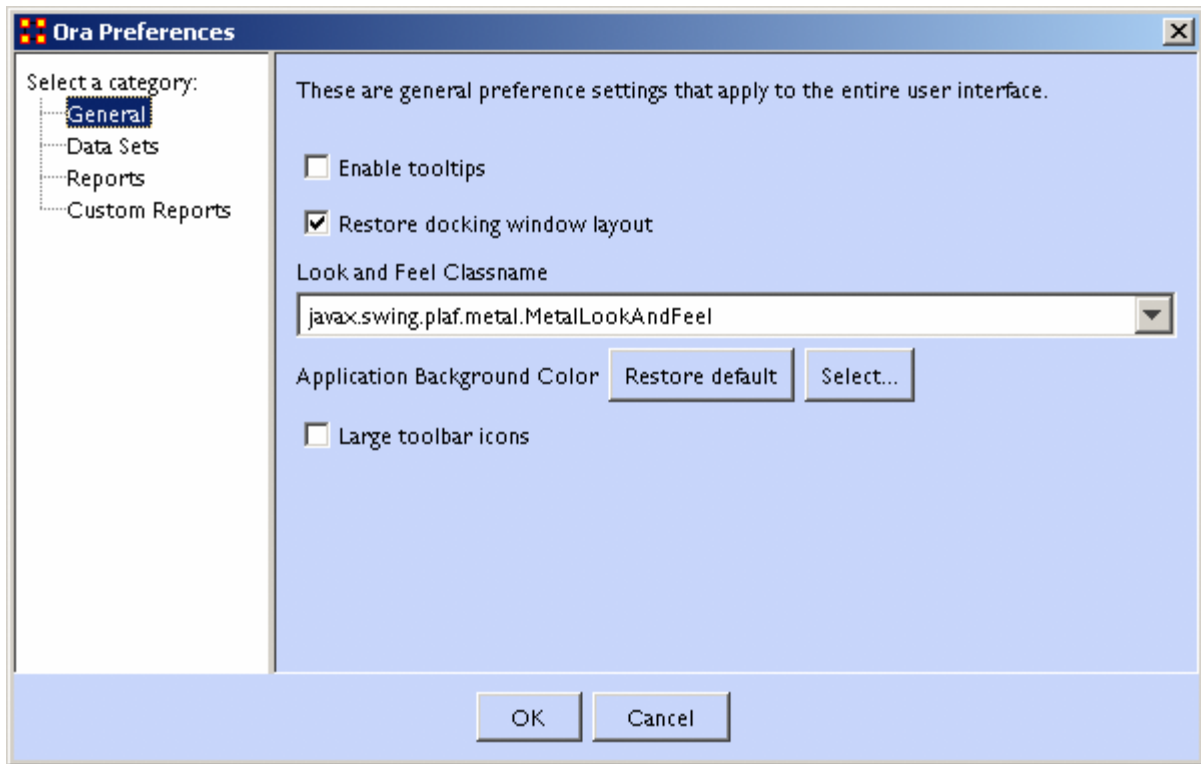 Ora Preferences
Select a category:
General
Data Sets
Reports
Custom Reports
These are general preference settings that apply to the entire user interface.
Enable tooltips
Restore docking window layout
Look and Feel Classname
javax.swing.plaf.metal.MetalLookAndFeel
Application Background Color Restore default Select...
Large toolbar icons
OK Cancel